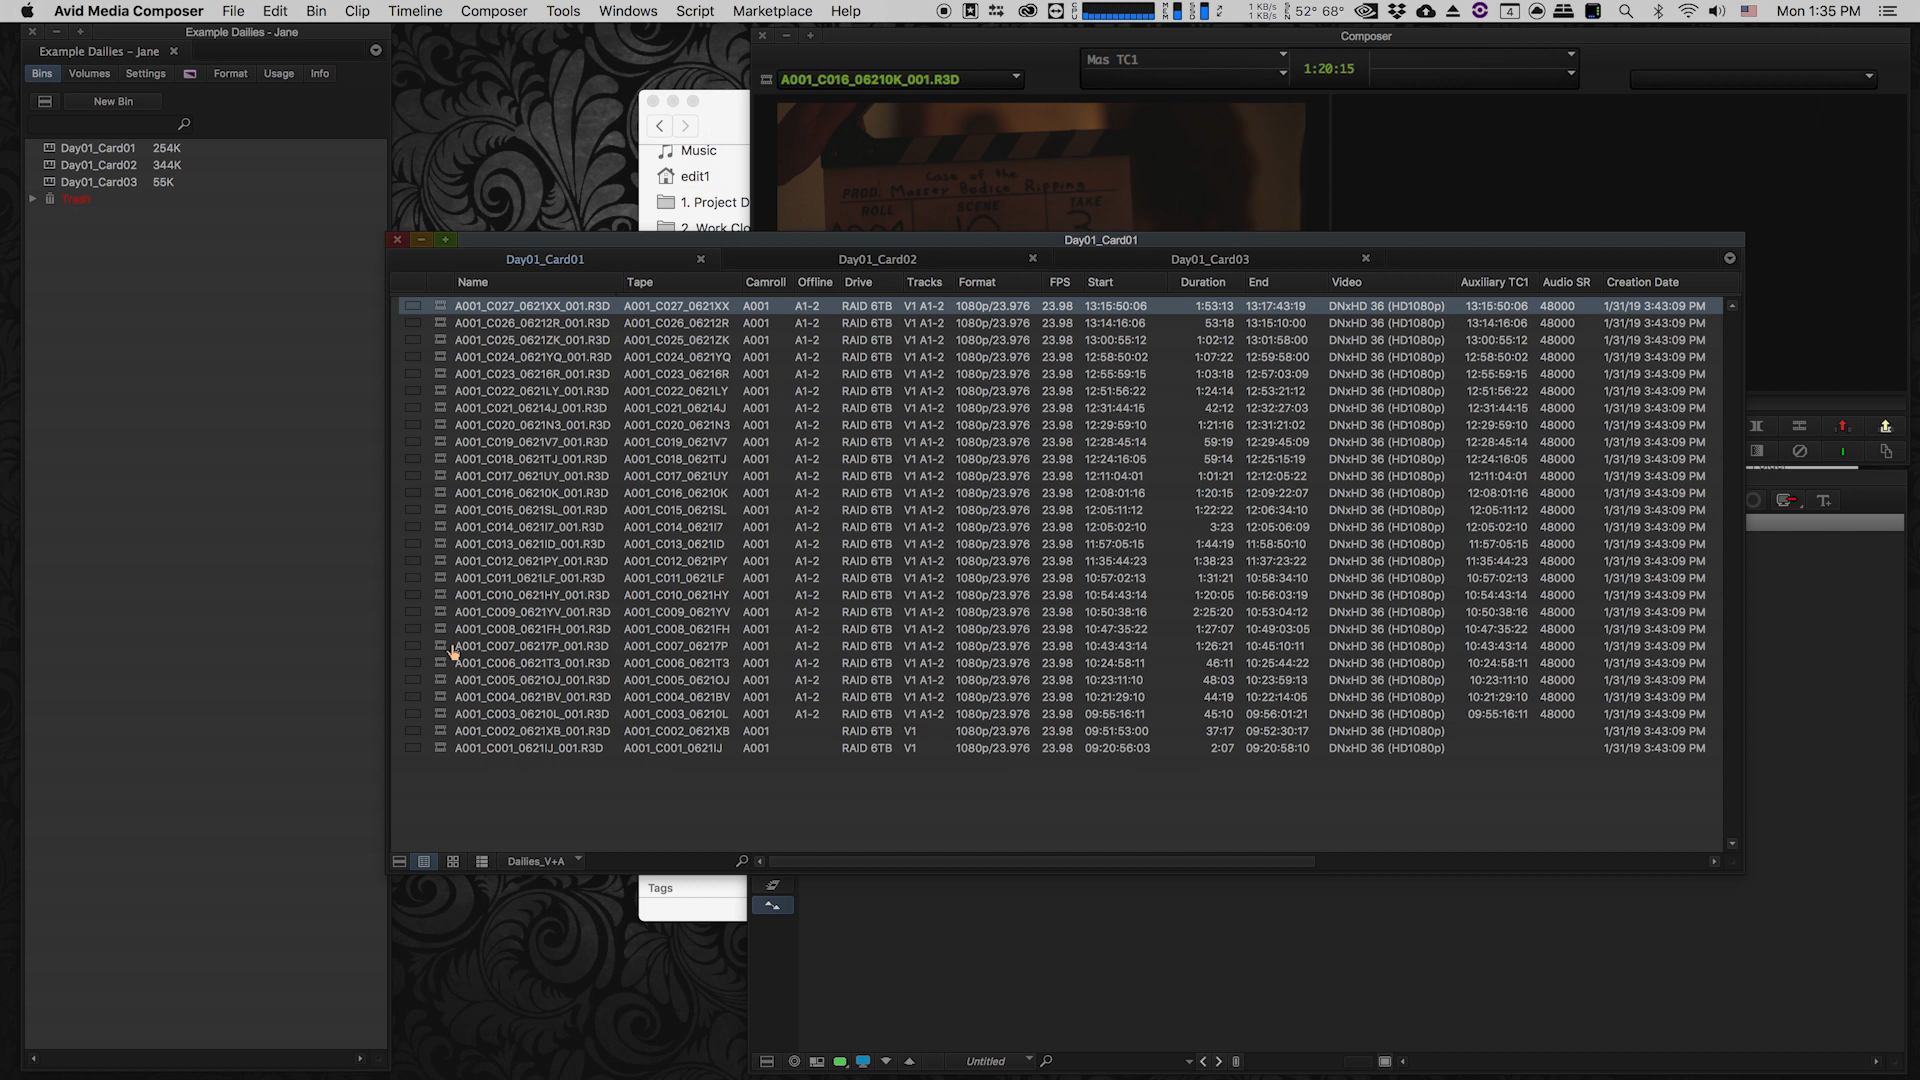 Avid Media Composer File Edit Bin Clip Timeline Composer Tools Windows Script Marketplace Help 1 KB/s 1 KB/s 52° 68° 4 Mon 1:35 PM
Example Dailies - Jane
Example Dailies - Jane
Bins Volumes Settings Format Usage Info
New Bin
Day01_Card01 254K
Day01_Card02 344K
Day01_Card03 55K
Trash
Music
edit1
1. Project D
2. Work Clo
Tags
Composer
Mas TC1
1:20:15
A001_C016_06210K_001.R3D
Case of the
PROD. Massey Bodice Ripping
ROLL SCENE TAKE
Day01_Card01
Day01_Card01 Day01_Card02 Day01_Card03
Name Tape Camroll Offline Drive Tracks Format FPS Start Duration End Video Auxiliary TC1 Audio SR Creation Date
A001_C027_0621XX_001.R3D A001_C027_0621XX A001 A1-2 RAID 6TB V1 A1-2 1080p/23.976 23.98 13:15:50:06 1:53:13 13:17:43:19 DNxHD 36 (HD1080p) 13:15:50:06 48000 1/31/19 3:43:09 PM
A001_C026_06212R_001.R3D A001_C026_06212R A001 A1-2 RAID 6TB V1 A1-2 1080p/23.976 23.98 13:14:16:06 53:18 13:15:10:00 DNxHD 36 (HD1080p) 13:14:16:06 48000 1/31/19 3:43:09 PM
A001_C025_0621ZK_001.R3D A001_C025_0621ZK A001 A1-2 RAID 6TB V1 A1-2 1080p/23.976 23.98 13:00:55:12 1:02:12 13:01:58:00 DNxHD 36 (HD1080p) 13:00:55:12 48000 1/31/19 3:43:09 PM
A001_C024_0621YQ_001.R3D A001_C024_0621YQ A001 A1-2 RAID 6TB V1 A1-2 1080p/23.976 23.98 12:58:50:02 1:07:22 12:59:58:00 DNxHD 36 (HD1080p) 12:58:50:02 48000 1/31/19 3:43:09 PM
A001_C023_06216R_001.R3D A001_C023_06216R A001 A1-2 RAID 6TB V1 A1-2 1080p/23.976 23.98 12:55:59:15 1:03:18 12:57:03:09 DNxHD 36 (HD1080p) 12:55:59:15 48000 1/31/19 3:43:09 PM
A001_C022_0621LY_001.R3D A001_C022_0621LY A001 A1-2 RAID 6TB V1 A1-2 1080p/23.976 23.98 12:51:56:22 1:24:14 12:53:21:12 DNxHD 36 (HD1080p) 12:51:56:22 48000 1/31/19 3:43:09 PM
A001_C021_06214J_001.R3D A001_C021_06214J A001 A1-2 RAID 6TB V1 A1-2 1080p/23.976 23.98 12:31:44:15 42:12 12:32:27:03 DNxHD 36 (HD1080p) 12:31:44:15 48000 1/31/19 3:43:09 PM
A001_C020_0621N3_001.R3D A001_C020_0621N3 A001 A1-2 RAID 6TB V1 A1-2 1080p/23.976 23.98 12:29:59:10 1:21:16 12:31:21:02 DNxHD 36 (HD1080p) 12:29:59:10 48000 1/31/19 3:43:09 PM
A001_C019_0621V7_001.R3D A001_C019_0621V7 A001 A1-2 RAID 6TB V1 A1-2 1080p/23.976 23.98 12:28:45:14 59:19 12:29:45:09 DNxHD 36 (HD1080p) 12:28:45:14 48000 1/31/19 3:43:09 PM
A001_C018_0621TJ_001.R3D A001_C018_0621TJ A001 A1-2 RAID 6TB V1 A1-2 1080p/23.976 23.98 12:24:16:05 59:14 12:25:15:19 DNxHD 36 (HD1080p) 12:24:16:05 48000 1/31/19 3:43:09 PM
A001_C017_0621UY_001.R3D A001_C017_0621UY A001 A1-2 RAID 6TB V1 A1-2 1080p/23.976 23.98 12:11:04:01 1:01:21 12:12:05:22 DNxHD 36 (HD1080p) 12:11:04:01 48000 1/31/19 3:43:09 PM
A001_C016_06210K_001.R3D A001_C016_06210K A001 A1-2 RAID 6TB V1 A1-2 1080p/23.976 23.98 12:08:01:16 1:20:15 12:09:22:07 DNxHD 36 (HD1080p) 12:08:01:16 48000 1/31/19 3:43:09 PM
A001_C015_0621SL_001.R3D A001_C015_0621SL A001 A1-2 RAID 6TB V1 A1-2 1080p/23.976 23.98 12:05:11:12 1:22:22 12:06:34:10 DNxHD 36 (HD1080p) 12:05:11:12 48000 1/31/19 3:43:09 PM
A001_C014_0621I7_001.R3D A001_C014_0621I7 A001 A1-2 RAID 6TB V1 A1-2 1080p/23.976 23.98 12:05:02:10 3:23 12:05:06:09 DNxHD 36 (HD1080p) 12:05:02:10 48000 1/31/19 3:43:09 PM
A001_C013_0621ID_001.R3D A001_C013_0621ID A001 A1-2 RAID 6TB V1 A1-2 1080p/23.976 23.98 11:57:05:15 1:44:19 11:58:50:10 DNxHD 36 (HD1080p) 11:57:05:15 48000 1/31/19 3:43:09 PM
A001_C012_0621PY_001.R3D A001_C012_0621PY A001 A1-2 RAID 6TB V1 A1-2 1080p/23.976 23.98 11:35:44:23 1:38:23 11:37:23:22 DNxHD 36 (HD1080p) 11:35:44:23 48000 1/31/19 3:43:09 PM
A001_C011_0621LF_001.R3D A001_C011_0621LF A001 A1-2 RAID 6TB V1 A1-2 1080p/23.976 23.98 10:57:02:13 1:31:21 10:58:34:10 DNxHD 36 (HD1080p) 10:57:02:13 48000 1/31/19 3:43:09 PM
A001_C010_0621HY_001.R3D A001_C010_0621HY A001 A1-2 RAID 6TB V1 A1-2 1080p/23.976 23.98 10:54:43:14 1:20:05 10:56:03:19 DNxHD 36 (HD1080p) 10:54:43:14 48000 1/31/19 3:43:09 PM
A001_C009_0621YV_001.R3D A001_C009_0621YV A001 A1-2 RAID 6TB V1 A1-2 1080p/23.976 23.98 10:50:38:16 2:25:20 10:53:04:12 DNxHD 36 (HD1080p) 10:50:38:16 48000 1/31/19 3:43:09 PM
A001_C008_0621FH_001.R3D A001_C008_0621FH A001 A1-2 RAID 6TB V1 A1-2 1080p/23.976 23.98 10:47:35:22 1:27:07 10:49:03:05 DNxHD 36 (HD1080p) 10:47:35:22 48000 1/31/19 3:43:09 PM
A001_C007_06217P_001.R3D A001_C007_06217P A001 A1-2 RAID 6TB V1 A1-2 1080p/23.976 23.98 10:43:43:14 1:26:21 10:45:10:11 DNxHD 36 (HD1080p) 10:43:43:14 48000 1/31/19 3:43:09 PM
A001_C006_0621T3_001.R3D A001_C006_0621T3 A001 A1-2 RAID 6TB V1 A1-2 1080p/23.976 23.98 10:24:58:11 46:11 10:25:44:22 DNxHD 36 (HD1080p) 10:24:58:11 48000 1/31/19 3:43:09 PM
A001_C005_0621OJ_001.R3D A001_C005_0621OJ A001 A1-2 RAID 6TB V1 A1-2 1080p/23.976 23.98 10:23:11:10 48:03 10:23:59:13 DNxHD 36 (HD1080p) 10:23:11:10 48000 1/31/19 3:43:09 PM
A001_C004_0621BV_001.R3D A001_C004_0621BV A001 A1-2 RAID 6TB V1 A1-2 1080p/23.976 23.98 10:21:29:10 44:19 10:22:14:05 DNxHD 36 (HD1080p) 10:21:29:10 48000 1/31/19 3:43:09 PM
A001_C003_06210L_001.R3D A001_C003_06210L A001 A1-2 RAID 6TB V1 A1-2 1080p/23.976 23.98 09:55:16:11 45:10 09:56:01:21 DNxHD 36 (HD1080p) 09:55:16:11 48000 1/31/19 3:43:09 PM
A001_C002_0621XB_001.R3D A001_C002_0621XB A001 RAID 6TB V1 1080p/23.976 23.98 09:51:53:00 37:17 09:52:30:17 DNxHD 36 (HD1080p) 1/31/19 3:43:09 PM
A001_C001_0621IJ_001.R3D A001_C001_0621IJ A001 RAID 6TB V1 1080p/23.976 23.98 09:20:56:03 2:07 09:20:58:10 DNxHD 36 (HD1080p) 1/31/19 3:43:09 PM
Dailies_V+A
Untitled